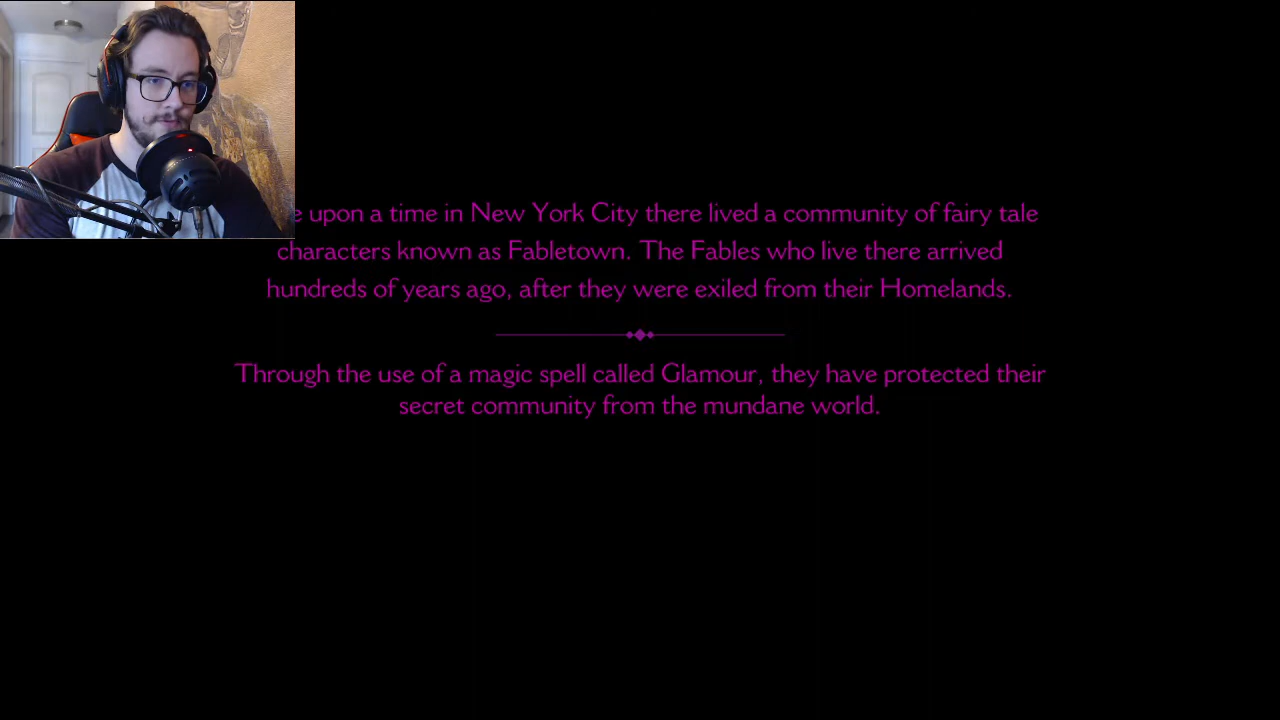 e upon a time in New York City there lived a community of fairy tale
characters known as Fabletown. The Fables who live there arrived
hundreds of years ago, after they were exiled from their Homelands.
Through the use of a magic spell called Glamour, they have protected their
secret community from the mundane world.